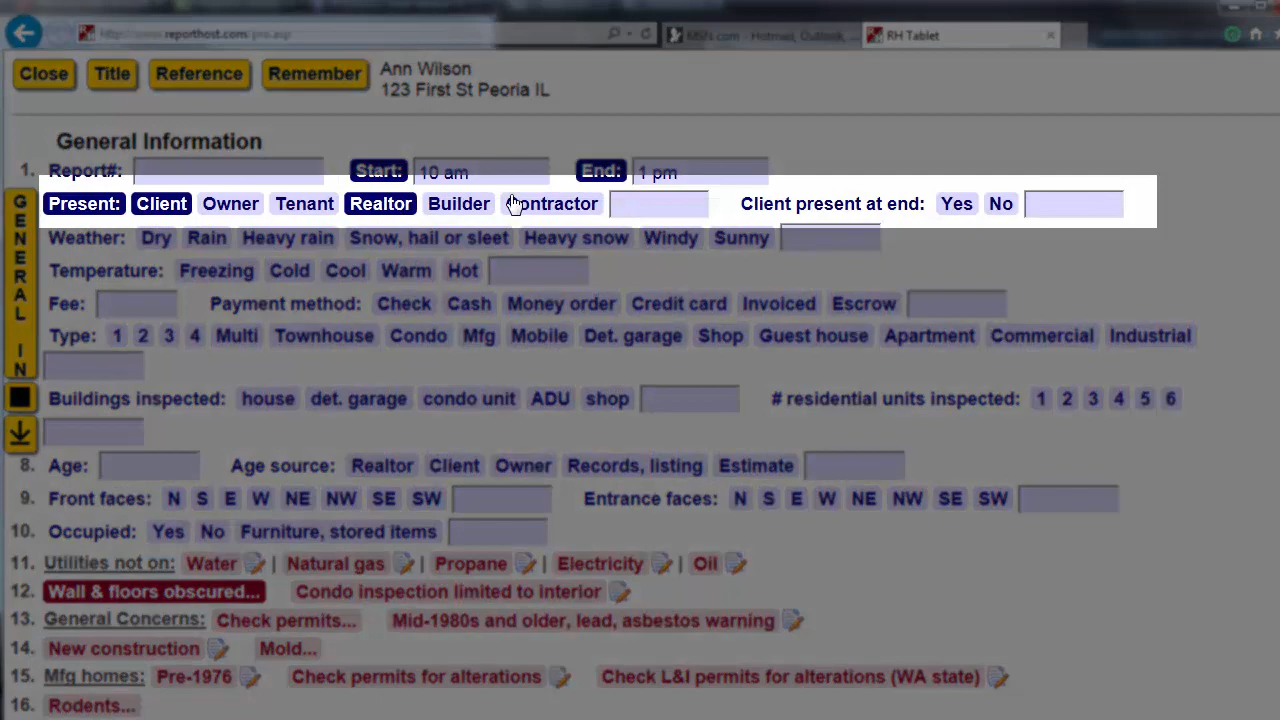 http://www.reporthost.com/pro.asp
MSN.com - Hotmail, Outlook, ...
RH Tablet
Close Title Reference Remember
Ann Wilson
123 First St Peoria IL
General Information
1. Report#: Start: 10 am End: 1 pm
Present: Client Owner Tenant Realtor Builder Contractor Client present at end: Yes No
Weather: Dry Rain Heavy rain Snow, hail or sleet Heavy snow Windy Sunny
Temperature: Freezing Cold Cool Warm Hot
Fee: Payment method: Check Cash Money order Credit card Invoiced Escrow
Type: 1 2 3 4 Multi Townhouse Condo Mfg Mobile Det. garage Shop Guest house Apartment Commercial Industrial
GENERAL IN
Buildings inspected: house det. garage condo unit ADU shop # residential units inspected: 1 2 3 4 5 6
8. Age: Age source: Realtor Client Owner Records, listing Estimate
9. Front faces: N S E W NE NW SE SW Entrance faces: N S E W NE NW SE SW
10. Occupied: Yes No Furniture, stored items
11. Utilities not on: Water | Natural gas | Propane | Electricity | Oil
12. Wall & floors obscured... Condo inspection limited to interior
13. General Concerns: Check permits... Mid-1980s and older, lead, asbestos warning
14. New construction Mold...
15. Mfg homes: Pre-1976 Check permits for alterations Check L&I permits for alterations (WA state)
16. Rodents...